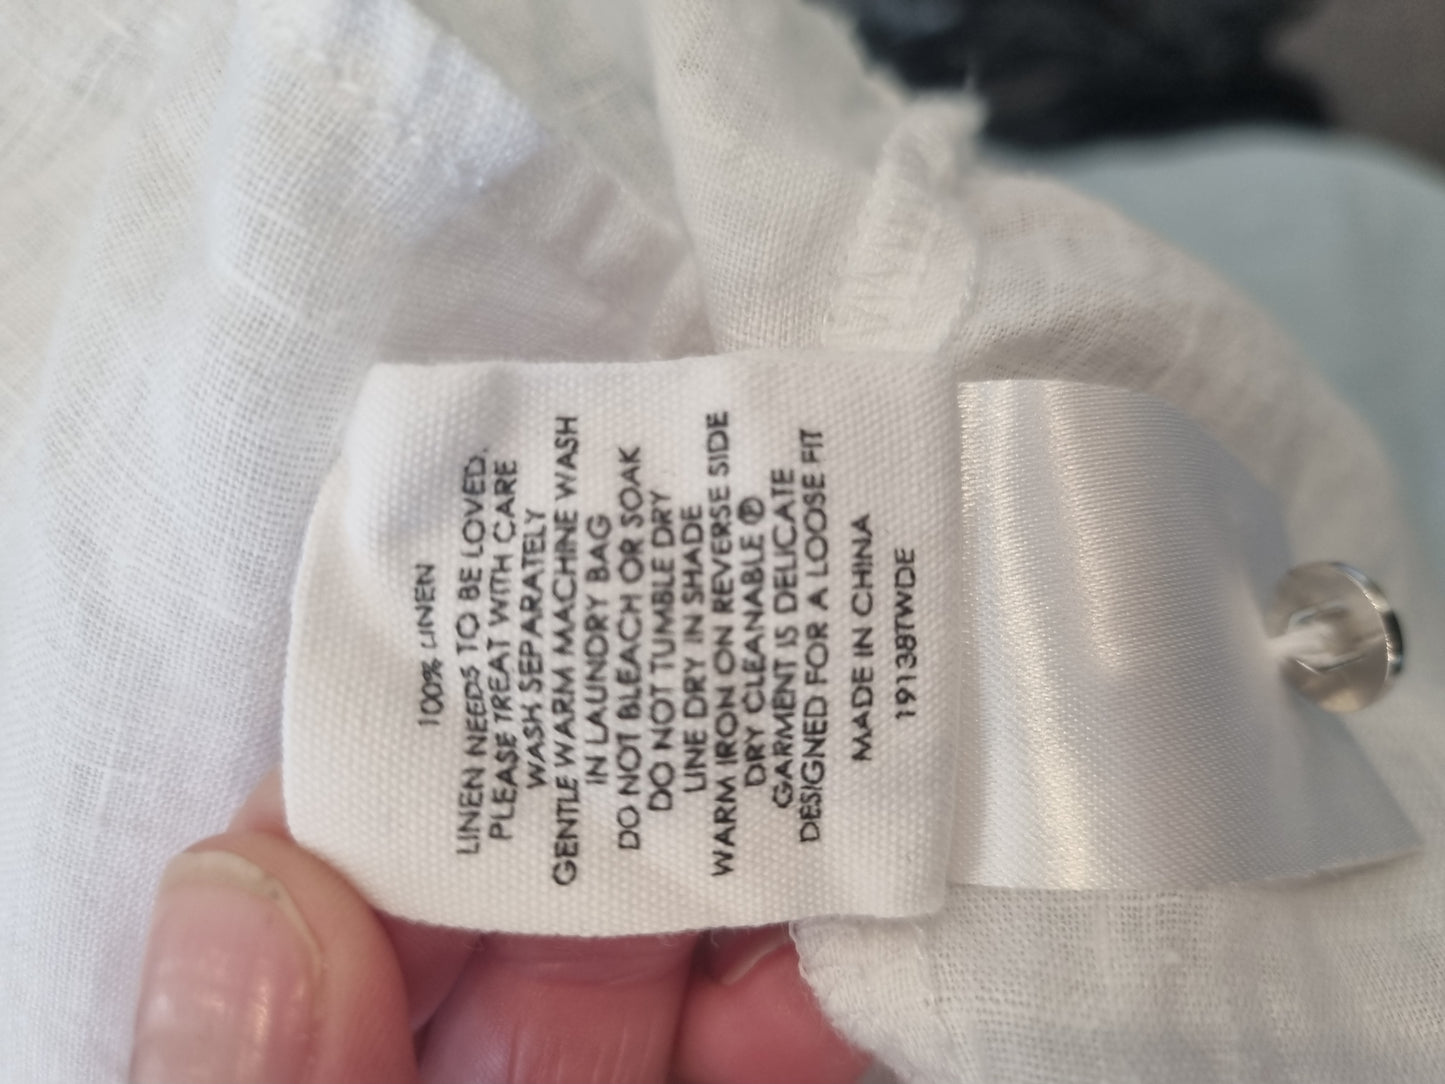 100% LINEN
LINEN NEEDS TO BE LOVED.
PLEASE TREAT WITH CARE
WASH SEPARATELY
GENTLE WARM MACHINE WASH
IN LAUNDRY BAG
DO NOT BLEACH OR SOAK
DO NOT TUMBLE DRY
LINE DRY IN SHADE
WARM IRON ON REVERSE SIDE
DRY CLEANABLE Ⓟ
GARMENT IS DELICATE
DESIGNED FOR A LOOSE FIT
MADE IN CHINA
19138TWDE